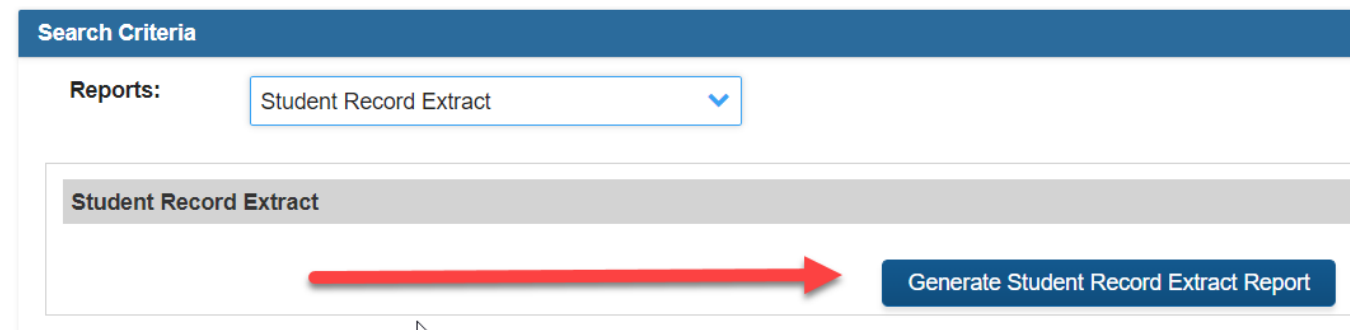 Search Criteria
Reports:
Student Record Extract
Student Record Extract
Generate Student Record Extract Report